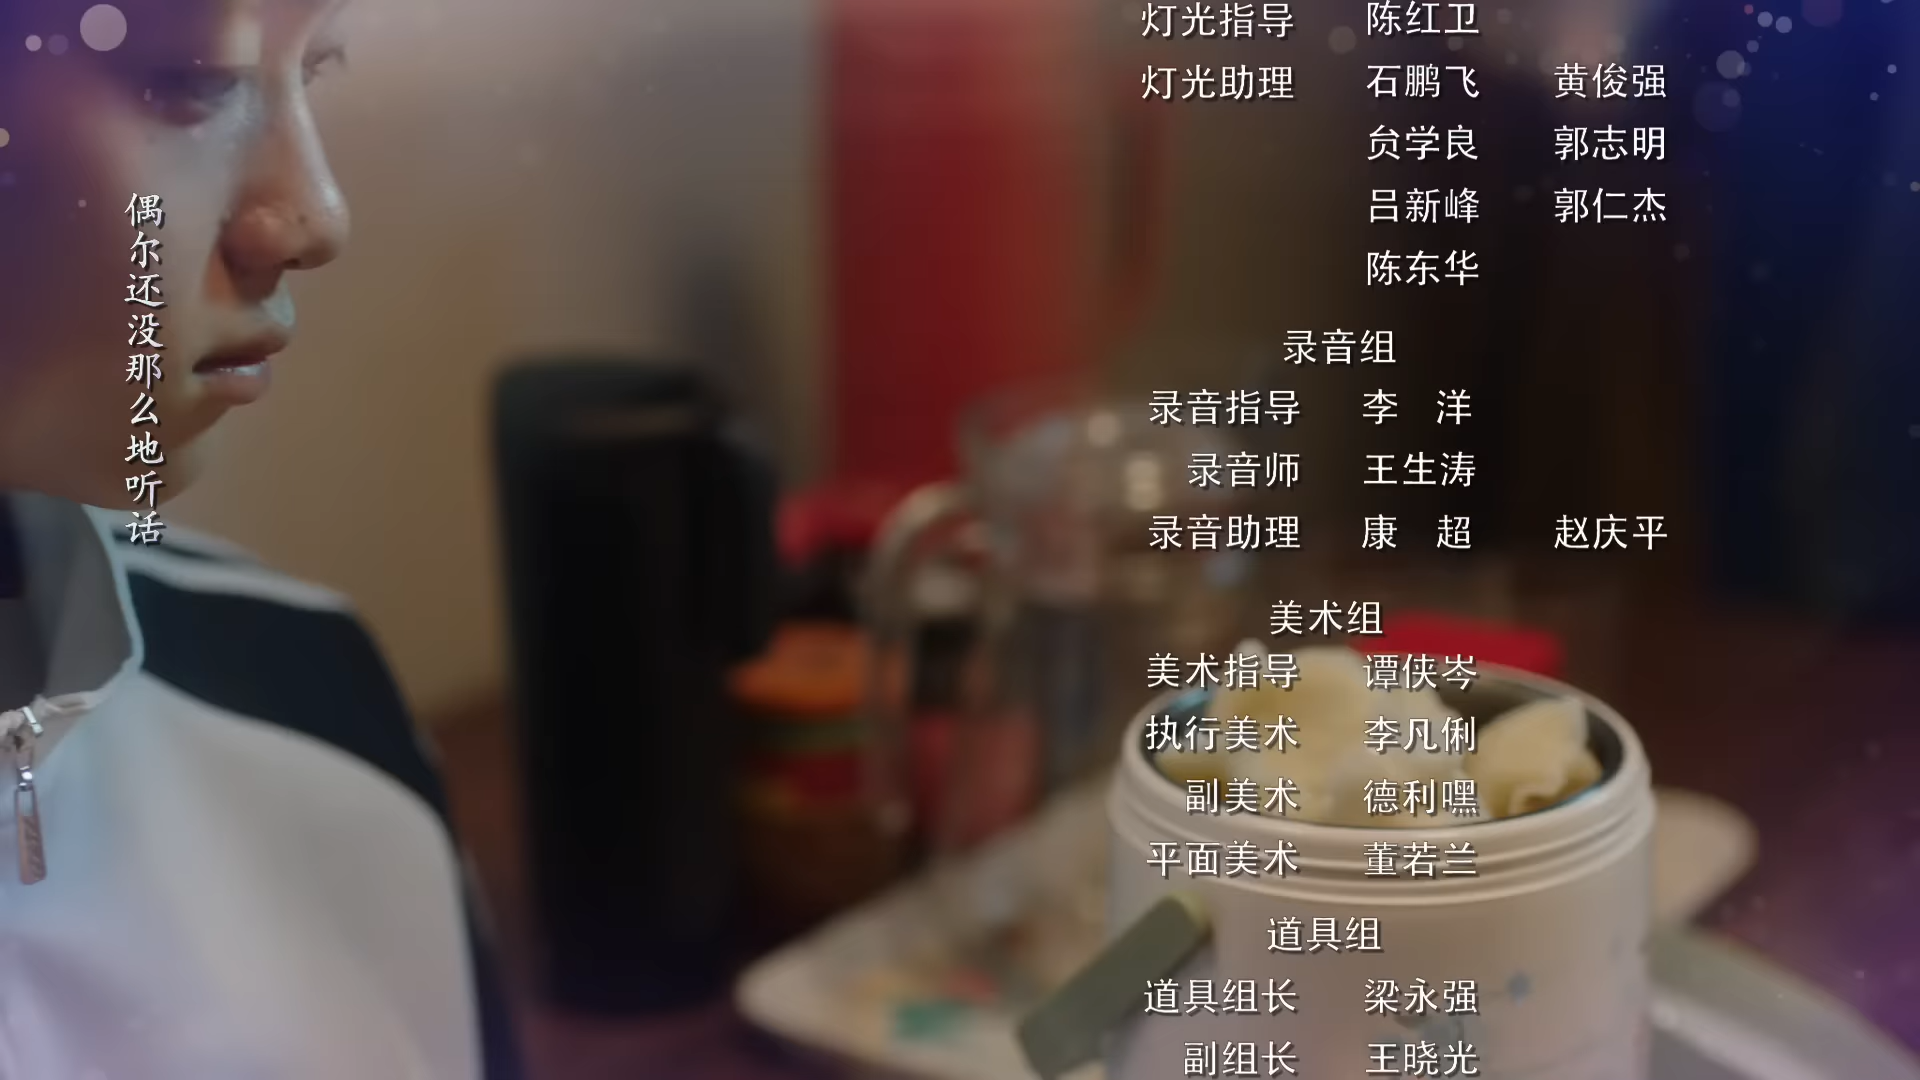 偶尔还没那么地听话
灯光指导 陈红卫
灯光助理 石鹏飞 黄俊强
贠学良 郭志明
吕新峰 郭仁杰
陈东华
录音组
录音指导 李 洋
录音师 王生涛
录音助理 康 超 赵庆平
美术组
美术指导 谭侠岑
执行美术 李凡俐
副美术 德利嘿
平面美术 董若兰
道具组
道具组长 梁永强
副组长 王晓光